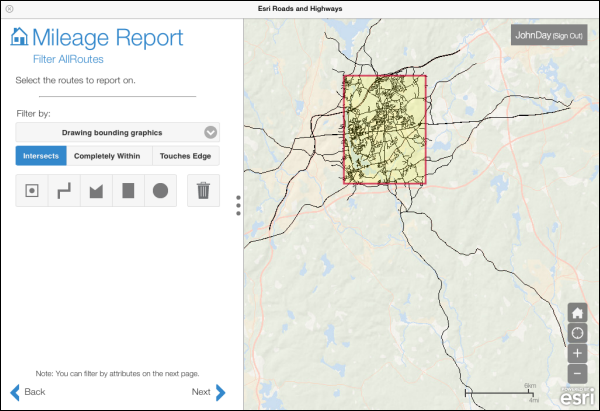 Esri Roads and Highways
Mileage Report
Filter AllRoutes
Select the routes to report on.
Filter by:
Drawing bounding graphics
Intersects Completely Within Touches Edge
Note: You can filter by attributes on the next page.
Back Next
JohnDay (Sign Out)
6km
4mi
esri